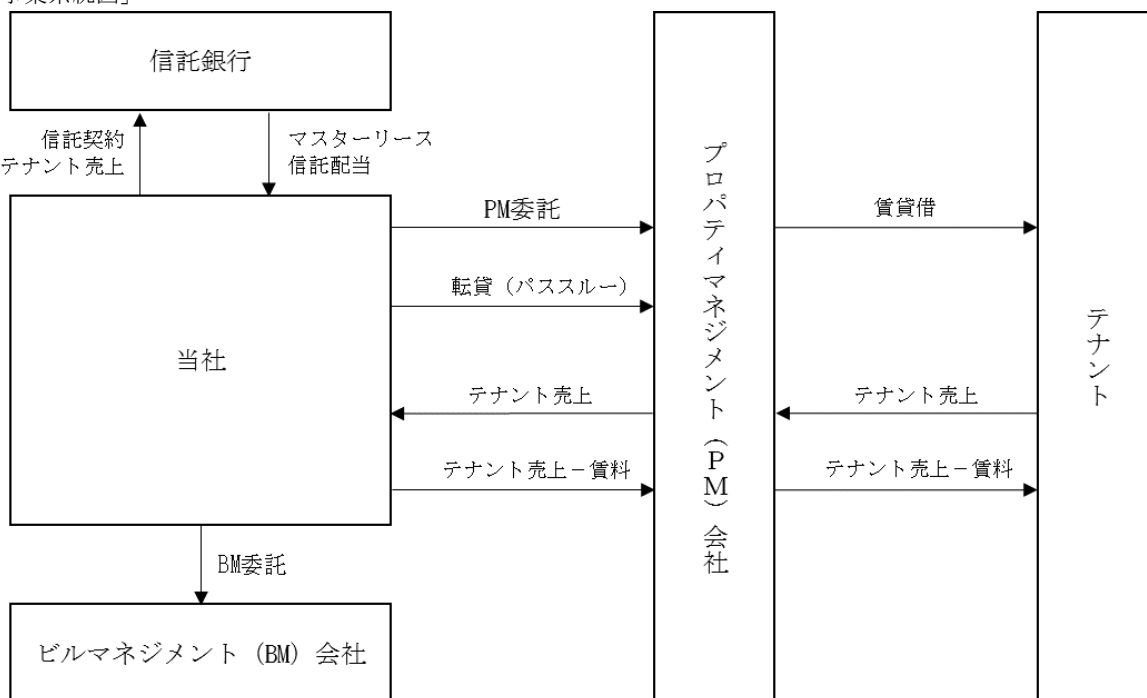 事業系統図」
信託銀行
信託契約
テナント売上
マスターリース
信託配当
PM委託
賃貸借
転貸(パススルー)
当社
テナント売上
テナント売上
テナント売上-賃料
テナント売上-賃料
プロパティマネジメント(PM)会社
テナント
BM委託
ビルマネジメント(BM)会社